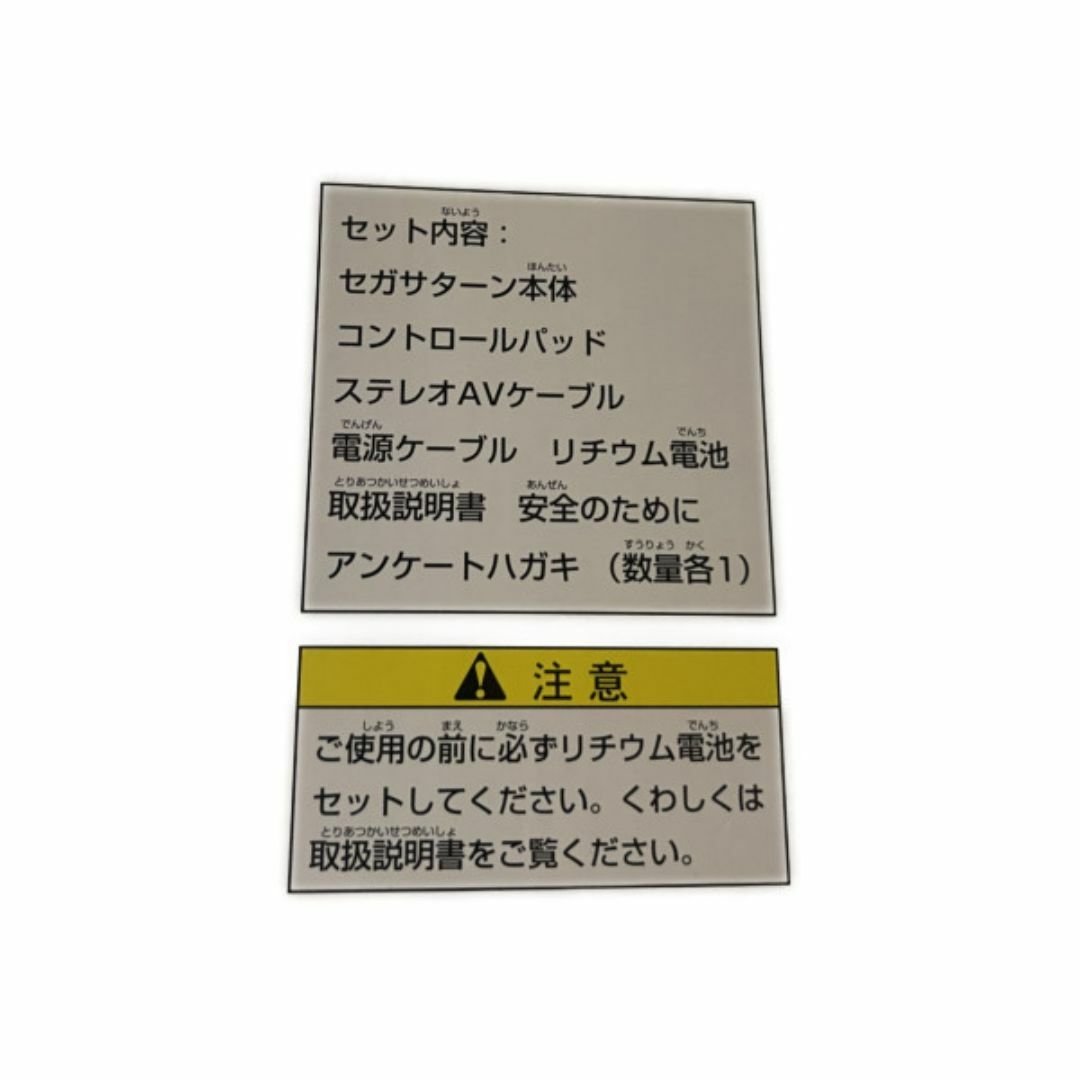 セット内容：
セガサターン本体
コントロールパッド
ステレオAVケーブル
電源ケーブル　リチウム電池
取扱説明書　安全のために
アンケートハガキ　（数量各1）
注意
ご使用の前に必ずリチウム電池を
セットしてください。くわしくは
取扱説明書をご覧ください。